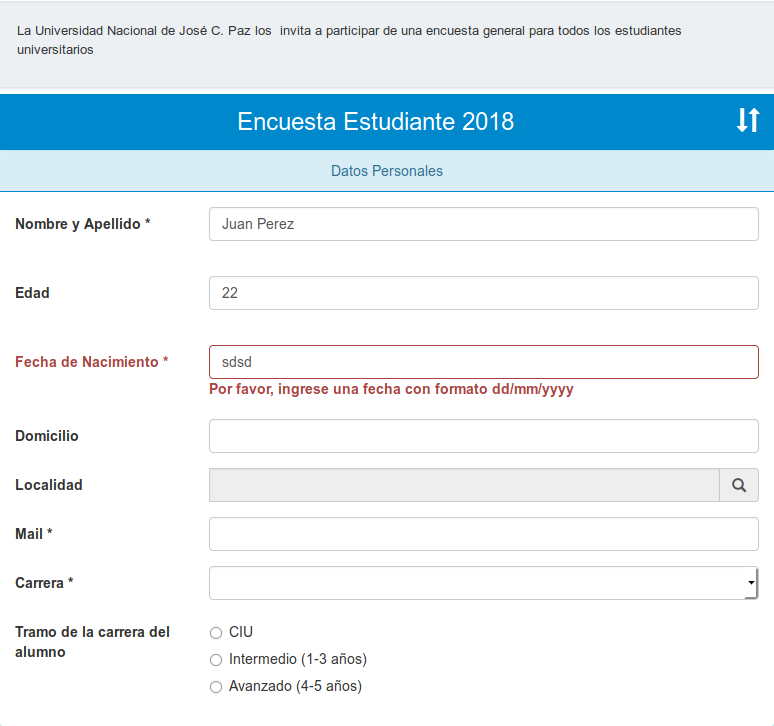 La Universidad Nacional de José C. Paz los  invita a participar de una encuesta general para todos los estudiantes
universitarios
Encuesta Estudiante 2018
Datos Personales
Nombre y Apellido *
Juan Perez
Edad
22
Fecha de Nacimiento *
sdsd
Por favor, ingrese una fecha con formato dd/mm/yyyy
Domicilio
Localidad
Mail *
Carrera *
Tramo de la carrera del
alumno
CIU
Intermedio (1-3 años)
Avanzado (4-5 años)